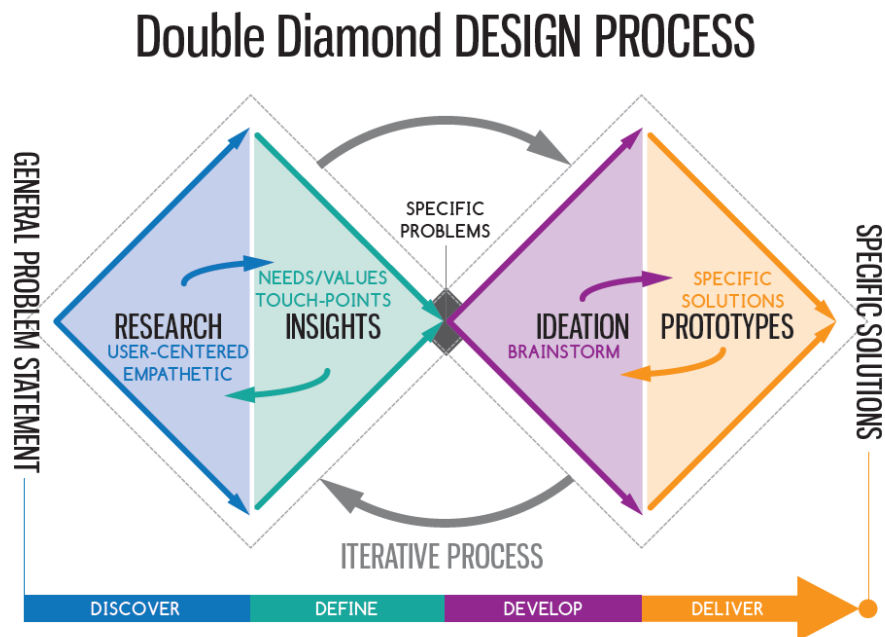 Double Diamond DESIGN PROCESS
GENERAL PROBLEM STATEMENT
SPECIFIC
PROBLEMS
RESEARCH
USER-CENTERED
EMPATHETIC
NEEDS/VALUES
TOUCH-POINTS
INSIGHTS
IDEATION
BRAINSTORM
SPECIFIC
SOLUTIONS
PROTOTYPES
SPECIFIC SOLUTIONS
ITERATIVE PROCESS
DISCOVER
DEFINE
DEVELOP
DELIVER